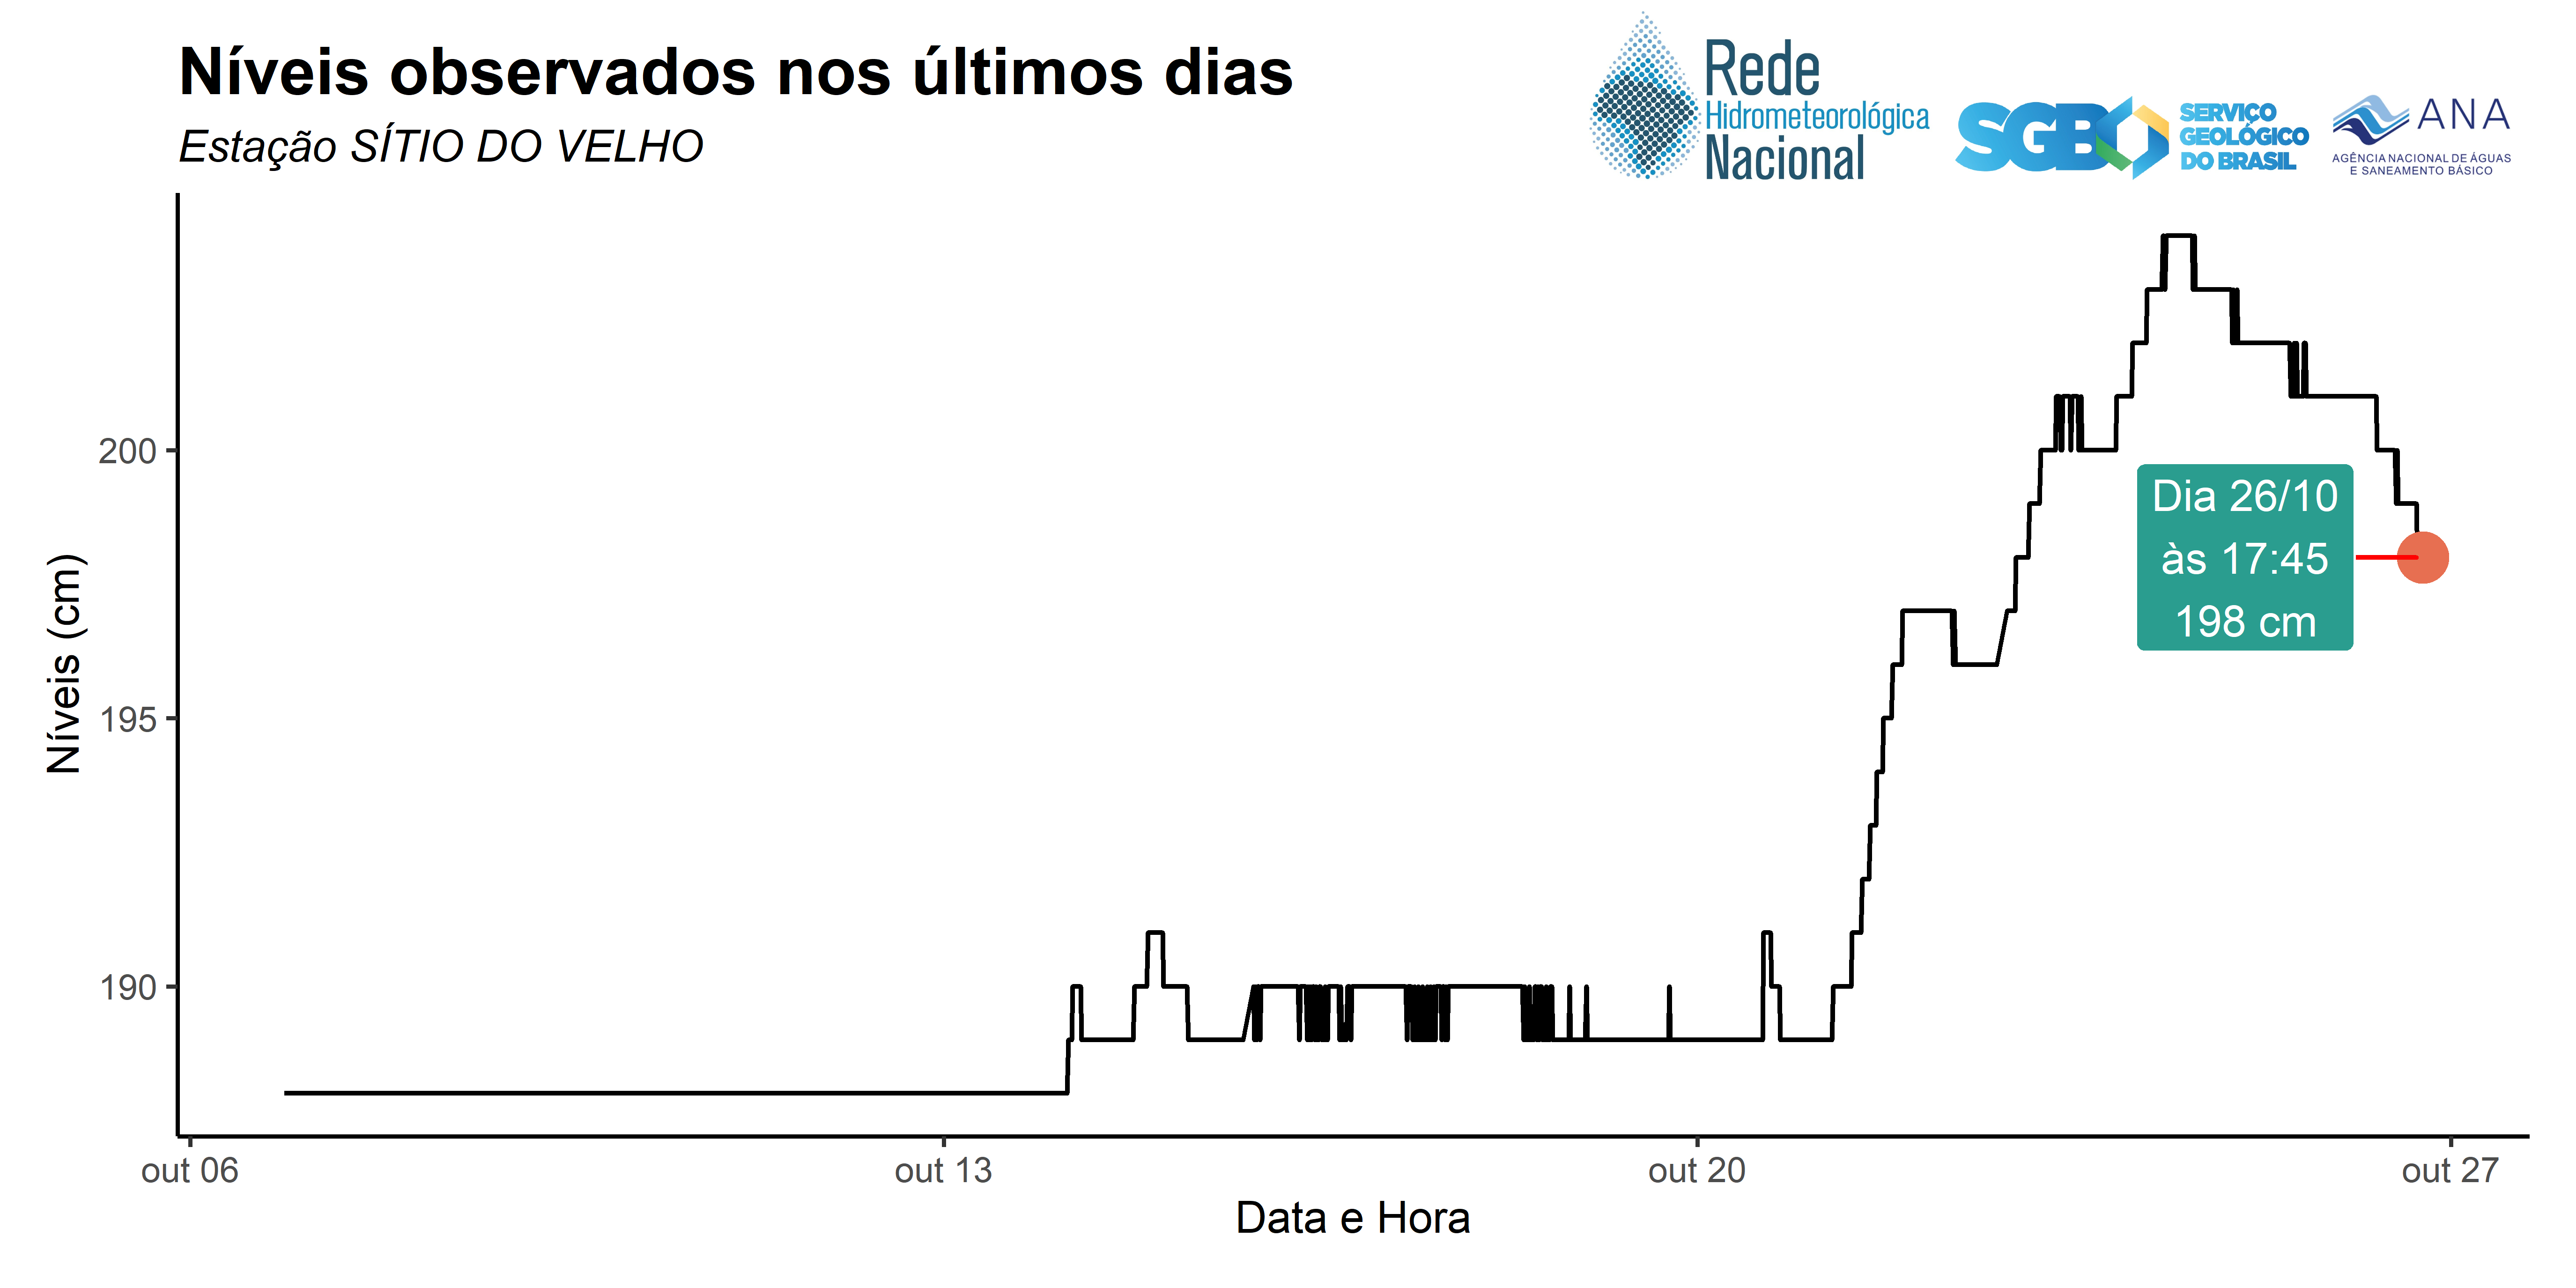 Níveis observados nos últimos dias
Estação SÍTIO DO VELHO
Rede
Hidrometeorológica
Nacional
SGB
SERVIÇO
GEOLÓGICO
DO BRASIL
ANA
AGÊNCIA NACIONAL DE ÁGUAS
E SANEAMENTO BÁSICO
Níveis (cm)
200
195
190
Dia 26/10
às 17:45
198 cm
out 06
out 13
out 20
out 27
Data e Hora